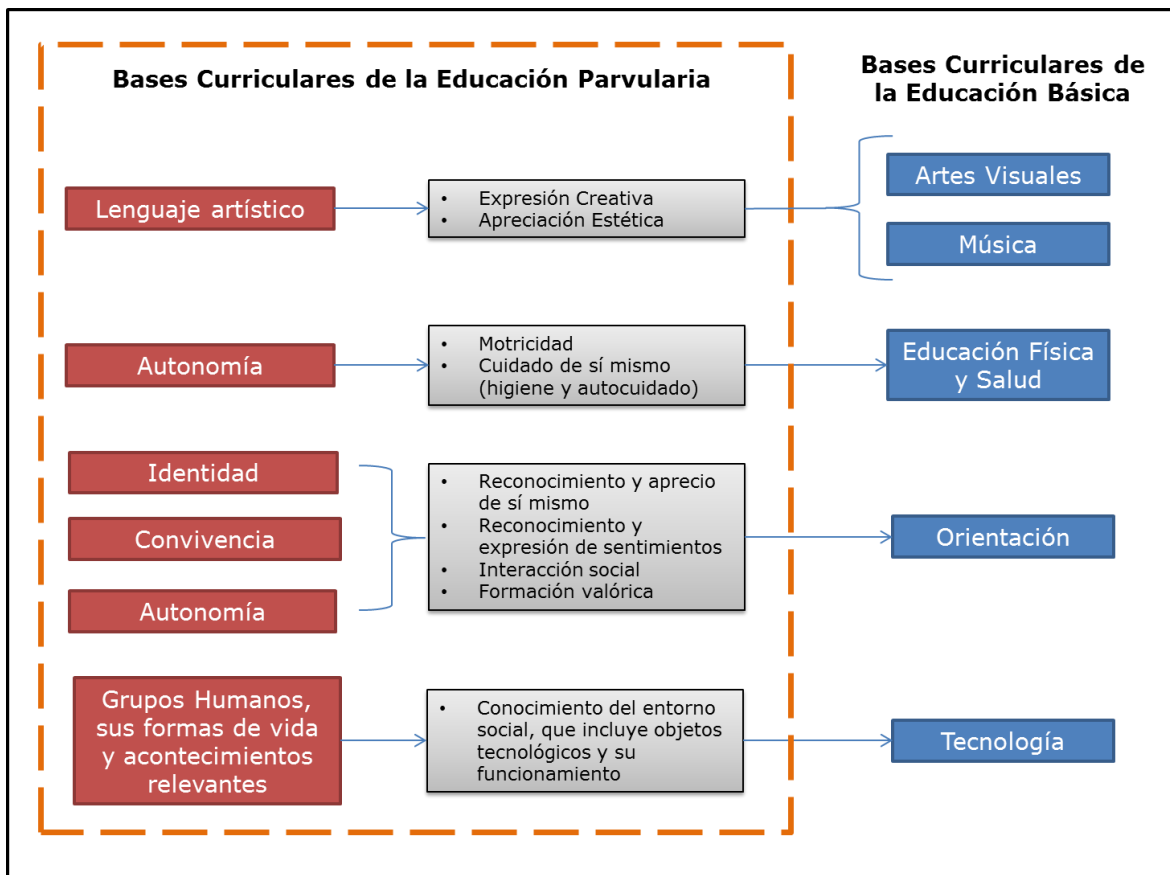 Bases Curriculares de la Educación Parvularia
Bases Curriculares de
la Educación Básica
Lenguaje artístico
• Expresión Creativa
• Apreciación Estética
Artes Visuales
Música
Autonomía
• Motricidad
• Cuidado de sí mismo
(higiene y autocuidado)
Educación Física
y Salud
Identidad
Convivencia
Autonomía
• Reconocimiento y aprecio
de sí mismo
• Reconocimiento y
expresión de sentimientos
• Interacción social
• Formación valórica
Orientación
Grupos Humanos,
sus formas de vida
y acontecimientos
relevantes
• Conocimiento del entorno
social, que incluye objetos
tecnológicos y su
funcionamiento
Tecnología